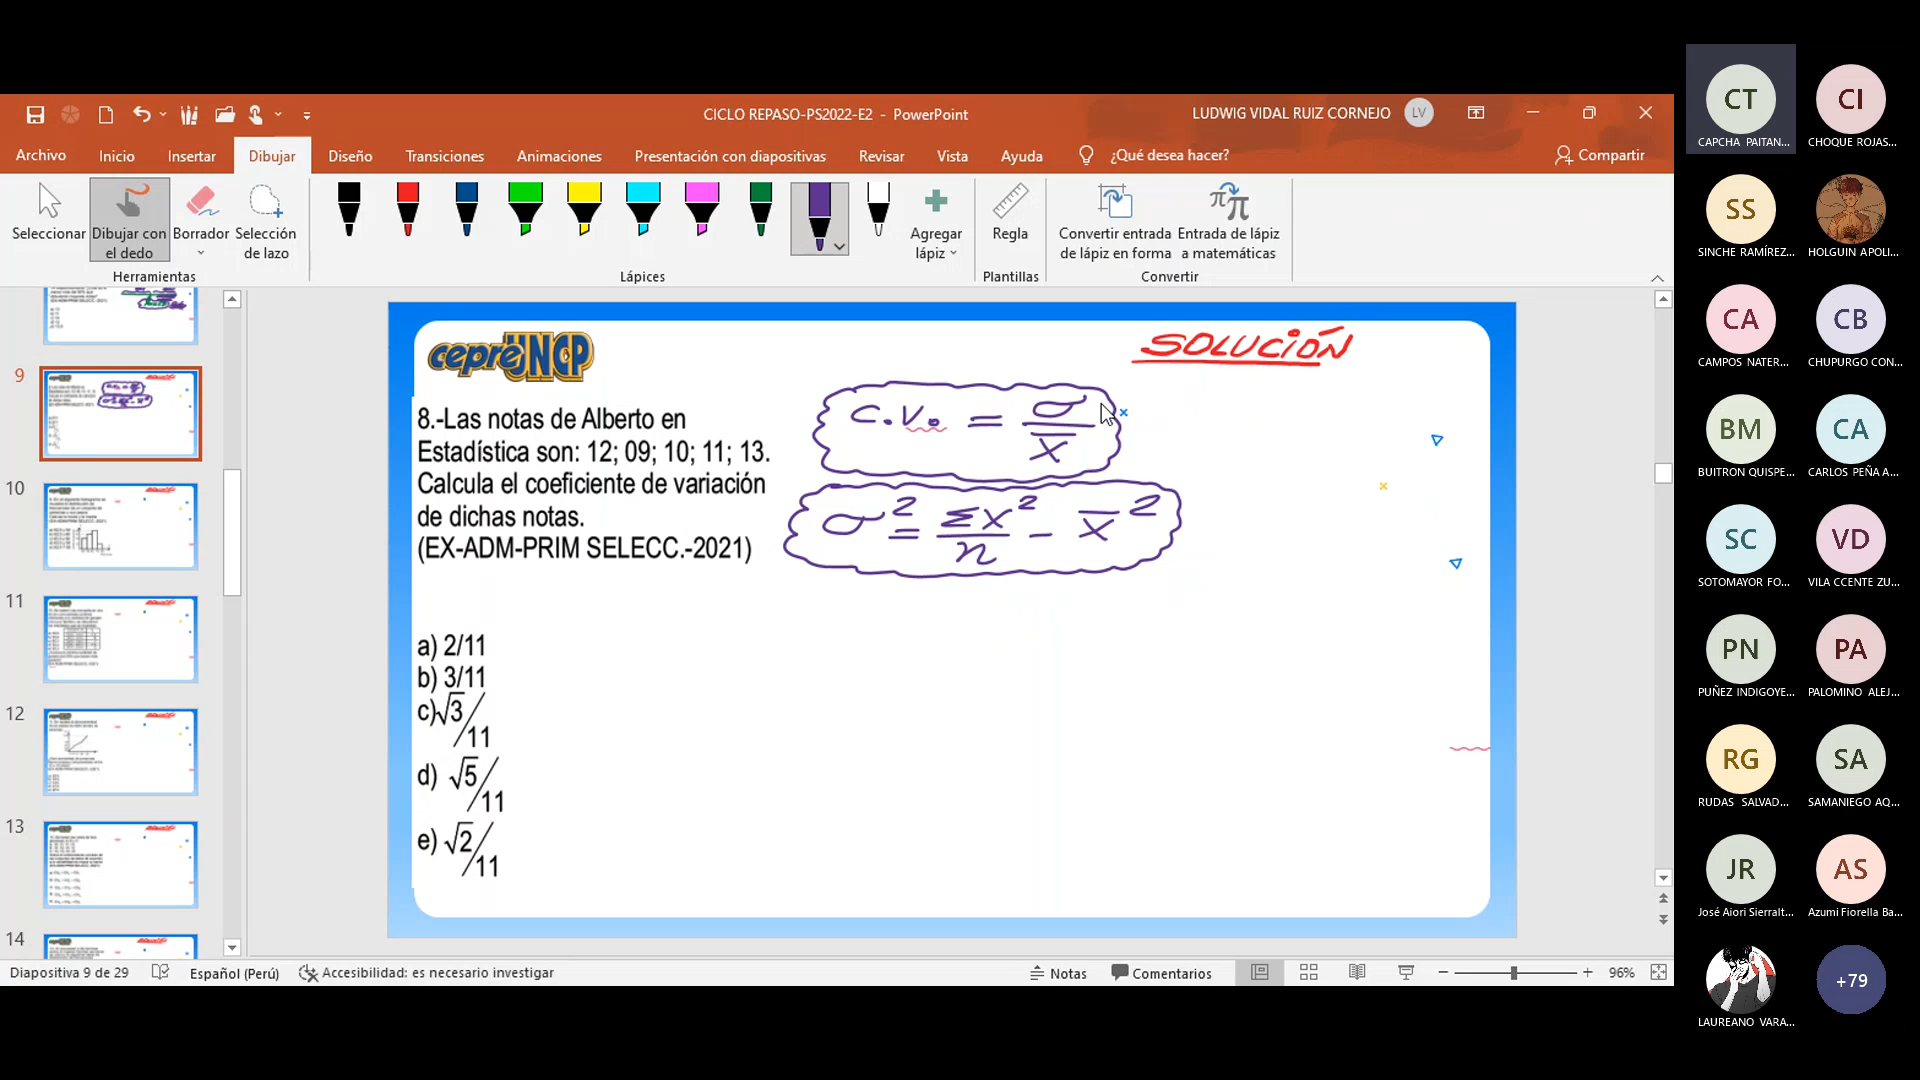 CICLO REPASO-PS2022-E2 - PowerPoint
LUDWIG VIDAL RUIZ CORNEJO
LV
Archivo
Inicio
Insertar
Dibujar
Diseño
Transiciones
Animaciones
Presentación con diapositivas
Revisar
Vista
Ayuda
¿Qué desea hacer?
Compartir
Seleccionar
Dibujar con el dedo
Borrador
Selección de lazo
Agregar lápiz
Regla
Convertir entrada de lápiz en forma
Entrada de lápiz a matemáticas
Herramientas
Lápices
Plantillas
Convertir
9
10
11
12
13
14
cepreUNCP
SOLUCIÓN
8.-Las notas de Alberto en
Estadística son: 12; 09; 10; 11; 13.
Calcula el coeficiente de variación
de dichas notas.
(EX-ADM-PRIM SELECC.-2021)
C.V. = σ/x̄
σ² = Σx²/n - x̄²
a) 2/11
b) 3/11
c)√3/11
d) √5/11
e) √2/11
Diapositiva 9 de 29
Español (Perú)
Accesibilidad: es necesario investigar
Notas
Comentarios
96%
CT
CAPCHA PAITAN...
CI
CHOQUE ROJAS...
SS
SINCHE RAMÍREZ...
HOLGUIN APOLI...
CA
CAMPOS NATER...
CB
CHUPURGO CON...
BM
BUITRON QUISPE...
CA
CARLOS PEÑA A...
SC
SOTOMAYOR FO...
VD
VILA CCENTE ZU...
PN
PUÑEZ INDIGOYE...
PA
PALOMINO ALEJ...
RG
RUDAS SALVAD...
SA
SAMANIEGO AQ...
JR
José Aiori Sierralt...
AS
Azumi Fiorella Ba...
LAUREANO VARA...
+79